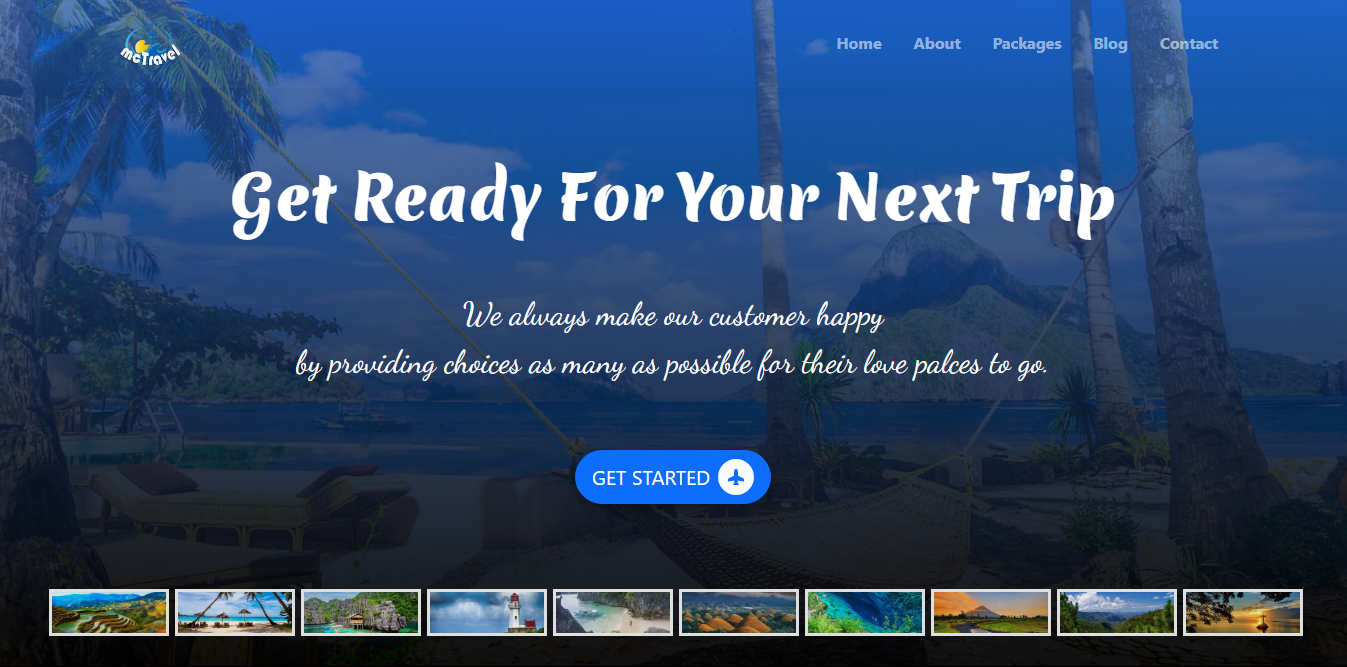 mcTravel
Home About Packages Blog Contact
Get Ready For Your Next Trip
We always make our customer happy
by providing choices as many as possible for their love palces to go.
GET STARTED